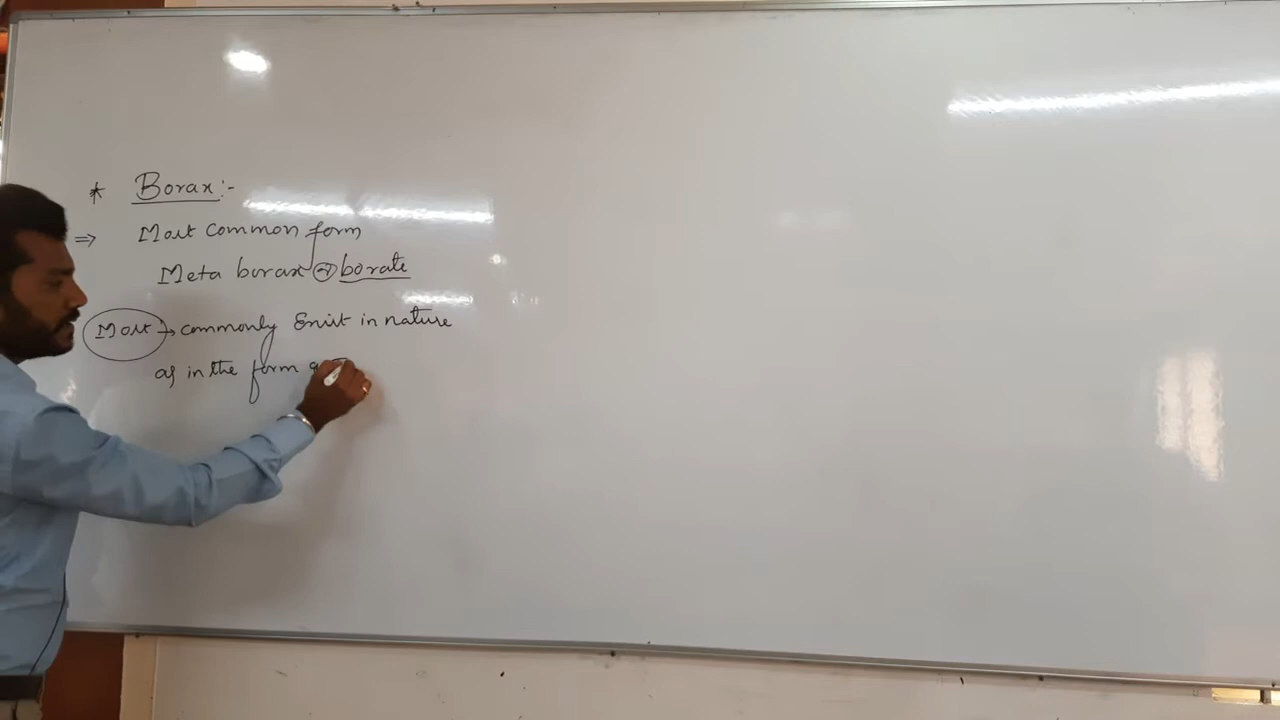 * Borax:-
⇒ Most common form
Meta borax or borate
Most → commonly Exist in nature
as in the form